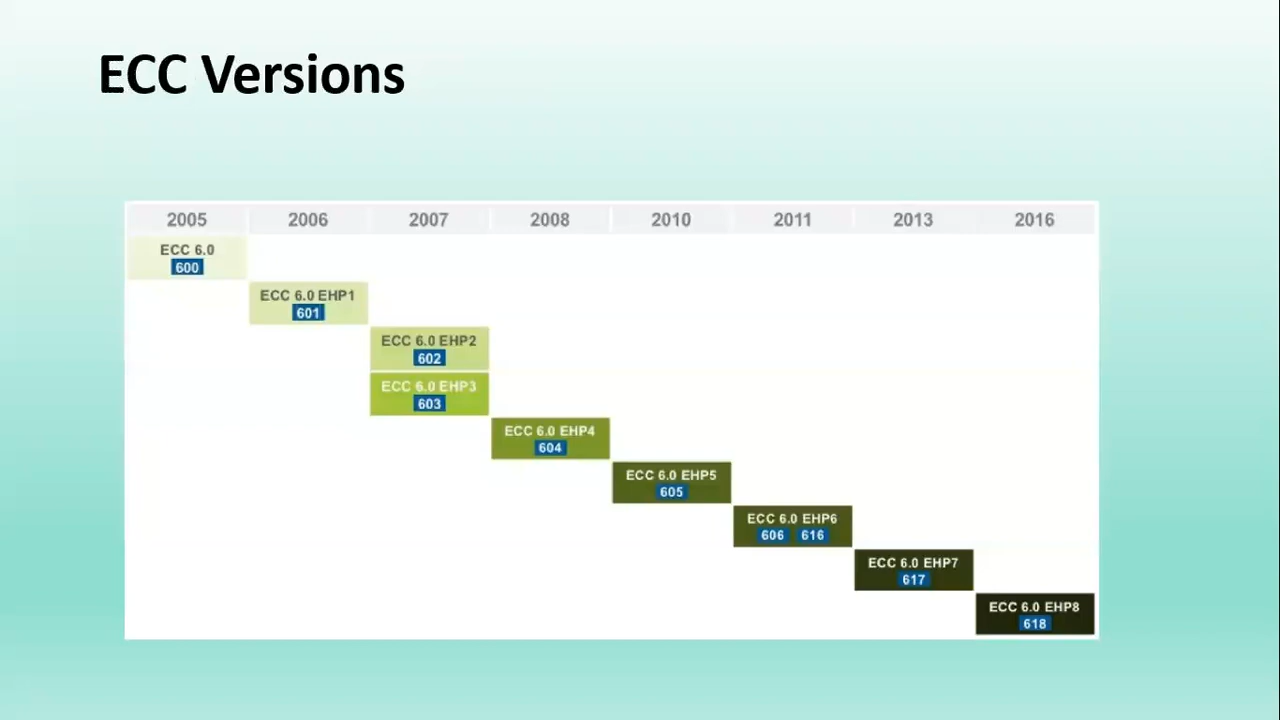 ECC Versions
2005 2006 2007 2008 2010 2011 2013 2016
ECC 6.0
600
ECC 6.0 EHP1
601
ECC 6.0 EHP2
602
ECC 6.0 EHP3
603
ECC 6.0 EHP4
604
ECC 6.0 EHP5
605
ECC 6.0 EHP6
606 616
ECC 6.0 EHP7
617
ECC 6.0 EHP8
618